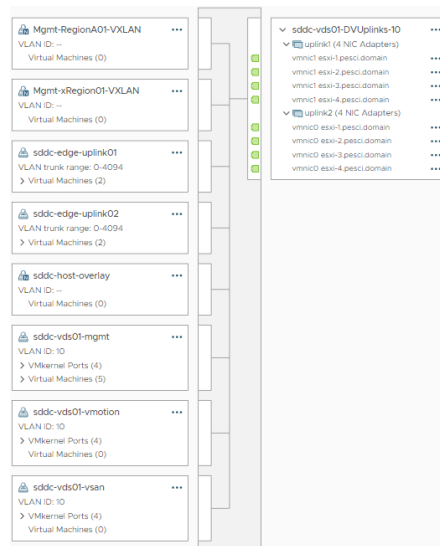 Mgmt-RegionA01-VXLAN
VLAN ID: --
Virtual Machines (0)
Mgmt-xRegion01-VXLAN
VLAN ID: --
Virtual Machines (0)
sddc-edge-uplink01
VLAN trunk range: 0-4094
Virtual Machines (2)
sddc-edge-uplink02
VLAN trunk range: 0-4094
Virtual Machines (2)
sddc-host-overlay
VLAN ID: --
Virtual Machines (0)
sddc-vds01-mgmt
VLAN ID: 10
VMkernel Ports (4)
Virtual Machines (5)
sddc-vds01-vmotion
VLAN ID: 10
VMkernel Ports (4)
Virtual Machines (0)
sddc-vds01-vsan
VLAN ID: 10
VMkernel Ports (4)
Virtual Machines (0)
sddc-vds01-DVUplinks-10
uplink1 (4 NIC Adapters)
vmnic1 esxi-1.pesci.domain
vmnic1 esxi-2.pesci.domain
vmnic1 esxi-3.pesci.domain
vmnic1 esxi-4.pesci.domain
uplink2 (4 NIC Adapters)
vmnic0 esxi-1.pesci.domain
vmnic0 esxi-2.pesci.domain
vmnic0 esxi-3.pesci.domain
vmnic0 esxi-4.pesci.domain